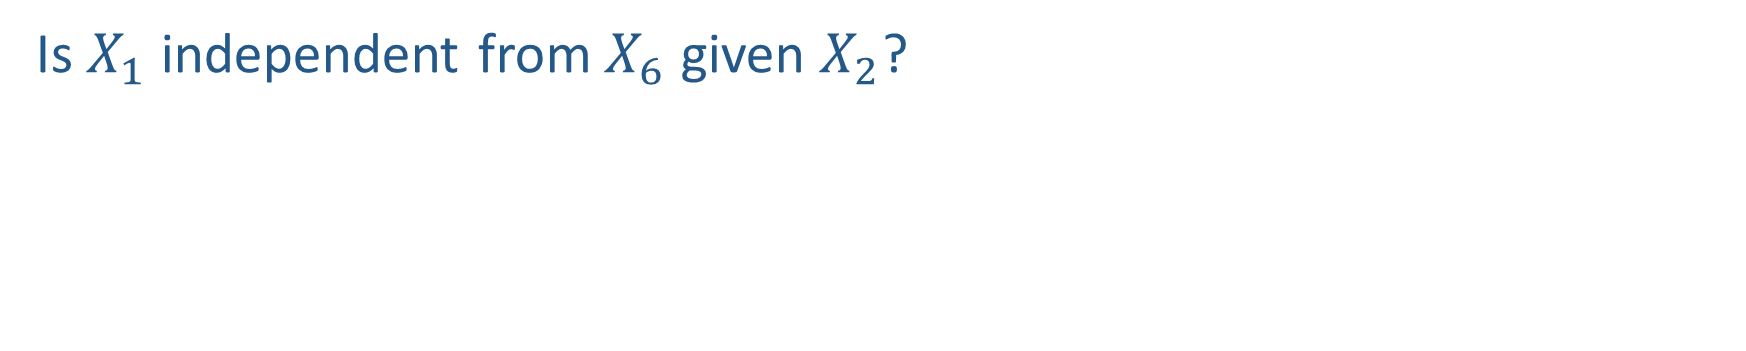 Is X₁ independent from X₆ given X₂?